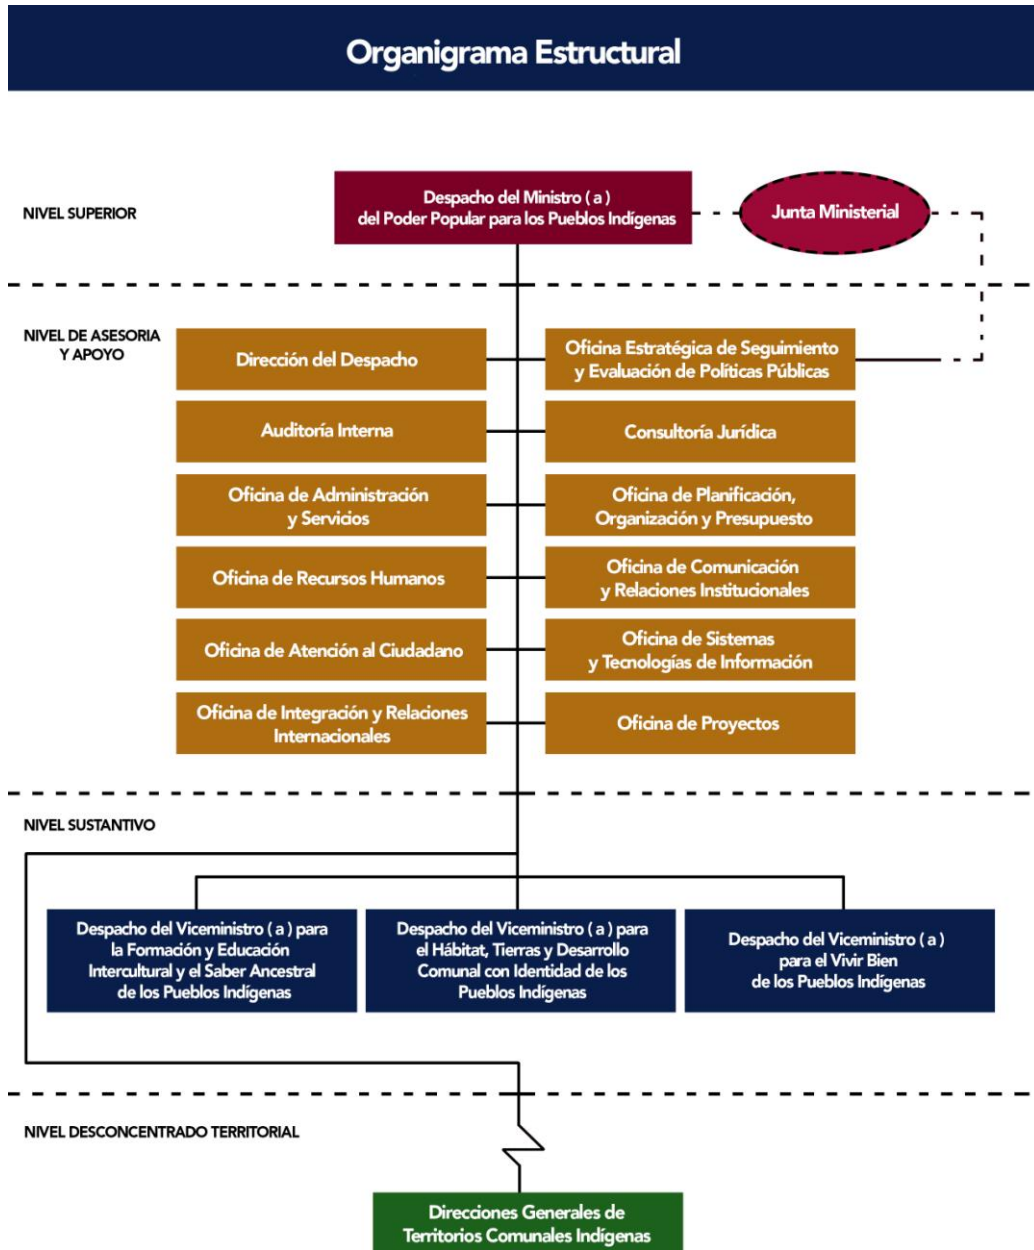 Organigrama Estructural
NIVEL SUPERIOR
Despacho del Ministro ( a )
del Poder Popular para los Pueblos Indígenas
Junta Ministerial
NIVEL DE ASESORIA
Y APOYO
Dirección del Despacho
Oficina Estratégica de Seguimiento
y Evaluación de Políticas Públicas
Auditoría Interna
Consultoría Jurídica
Oficina de Administración
y Servicios
Oficina de Planificación,
Organización y Presupuesto
Oficina de Recursos Humanos
Oficina de Comunicación
y Relaciones Institucionales
Oficina de Atención al Ciudadano
Oficina de Sistemas
y Tecnologías de Información
Oficina de Integración y Relaciones
Internacionales
Oficina de Proyectos
NIVEL SUSTANTIVO
Despacho del Viceministro ( a ) para
la Formación y Educación
Intercultural y el Saber Ancestral
de los Pueblos Indígenas
Despacho del Viceministro ( a ) para
el Hábitat, Tierras y Desarrollo
Comunal con Identidad de los
Pueblos Indígenas
Despacho del Viceministro ( a )
para el Vivir Bien
de los Pueblos Indígenas
NIVEL DESCONCENTRADO TERRITORIAL
Direcciones Generales de
Territorios Comunales Indígenas